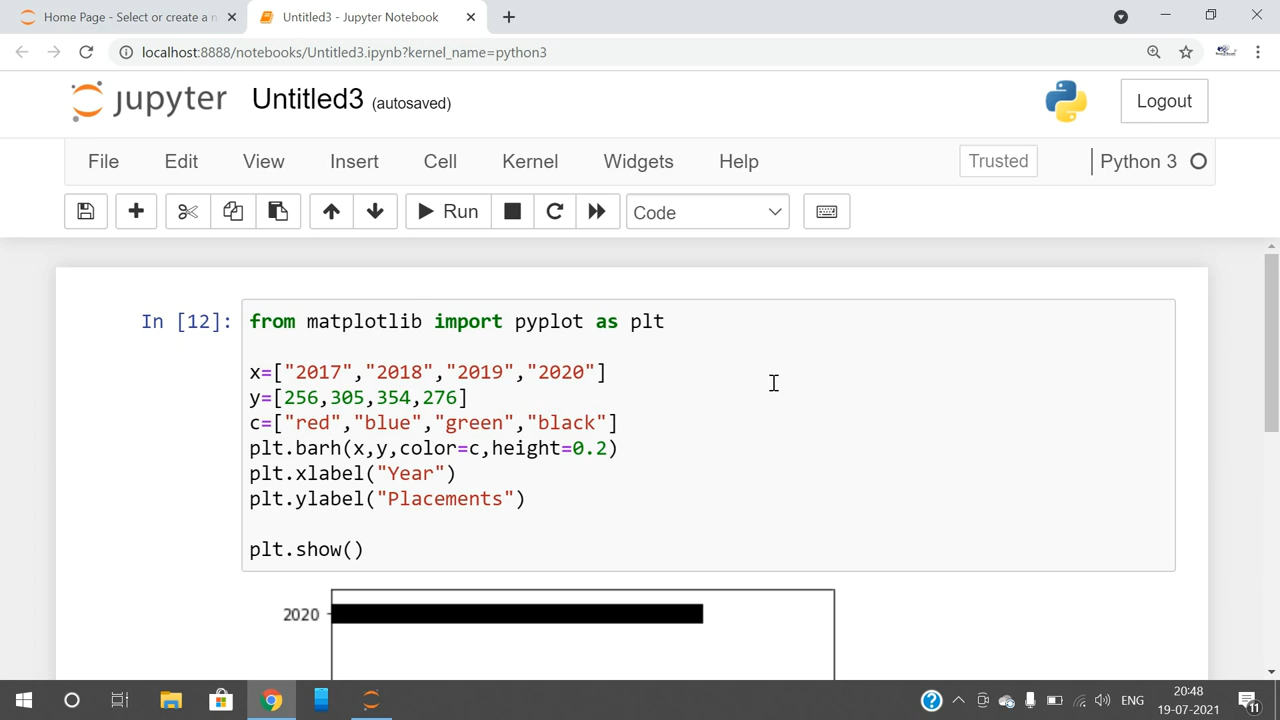 Home Page - Select or create a n
Untitled3 - Jupyter Notebook
localhost:8888/notebooks/Untitled3.ipynb?kernel_name=python3
jupyter Untitled3 (autosaved)
Logout
File Edit View Insert Cell Kernel Widgets Help Trusted Python 3
Run Code
In [12]: from matplotlib import pyplot as plt
x=["2017","2018","2019","2020"]
y=[256,305,354,276]
c=["red","blue","green","black"]
plt.barh(x,y,color=c,height=0.2)
plt.xlabel("Year")
plt.ylabel("Placements")
plt.show()
2020
ENG
20:48
19-07-2021
11